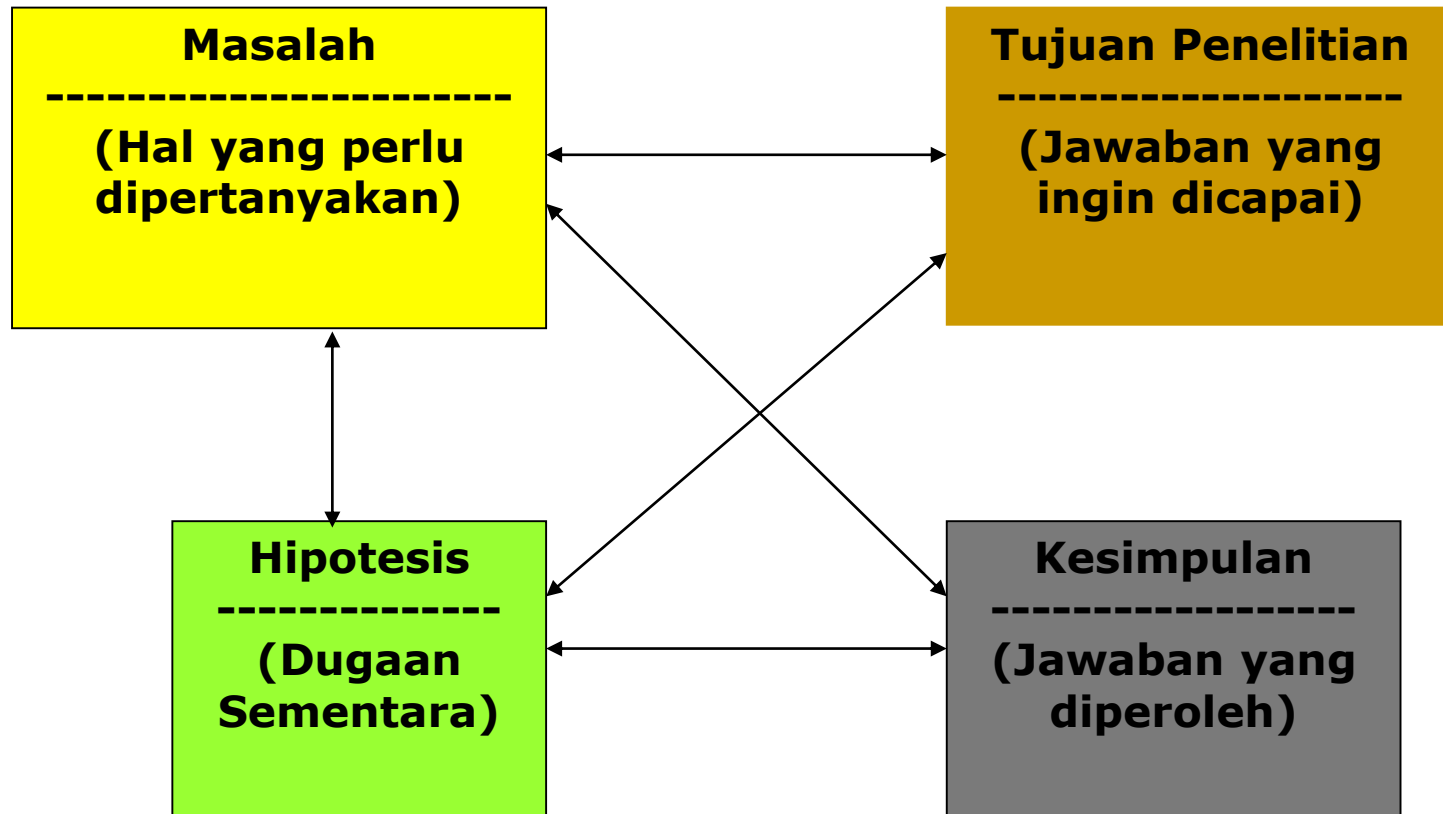 Masalah
-----------------------
(Hal yang perlu
dipertanyakan)
Tujuan Penelitian
--------------------
(Jawaban yang
ingin dicapai)
Hipotesis
--------------
(Dugaan
Sementara)
Kesimpulan
------------------
(Jawaban yang
diperoleh)